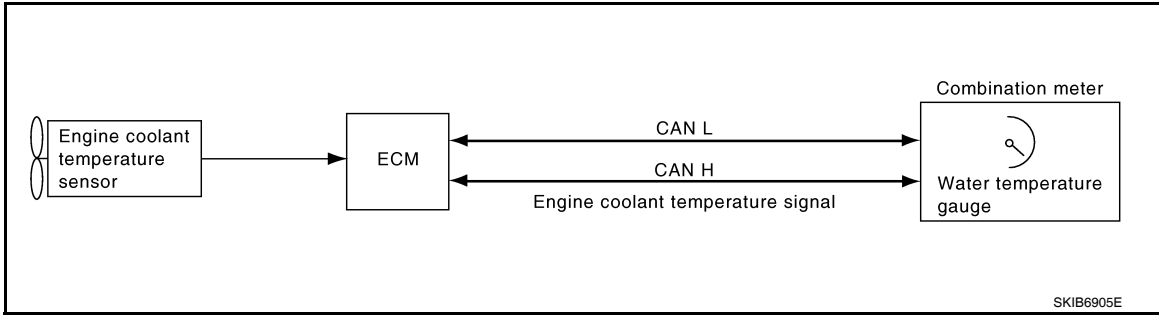 Engine coolant
temperature
sensor
ECM
CAN L
CAN H
Engine coolant temperature signal
Combination meter
Water temperature
gauge
SKIB6905E